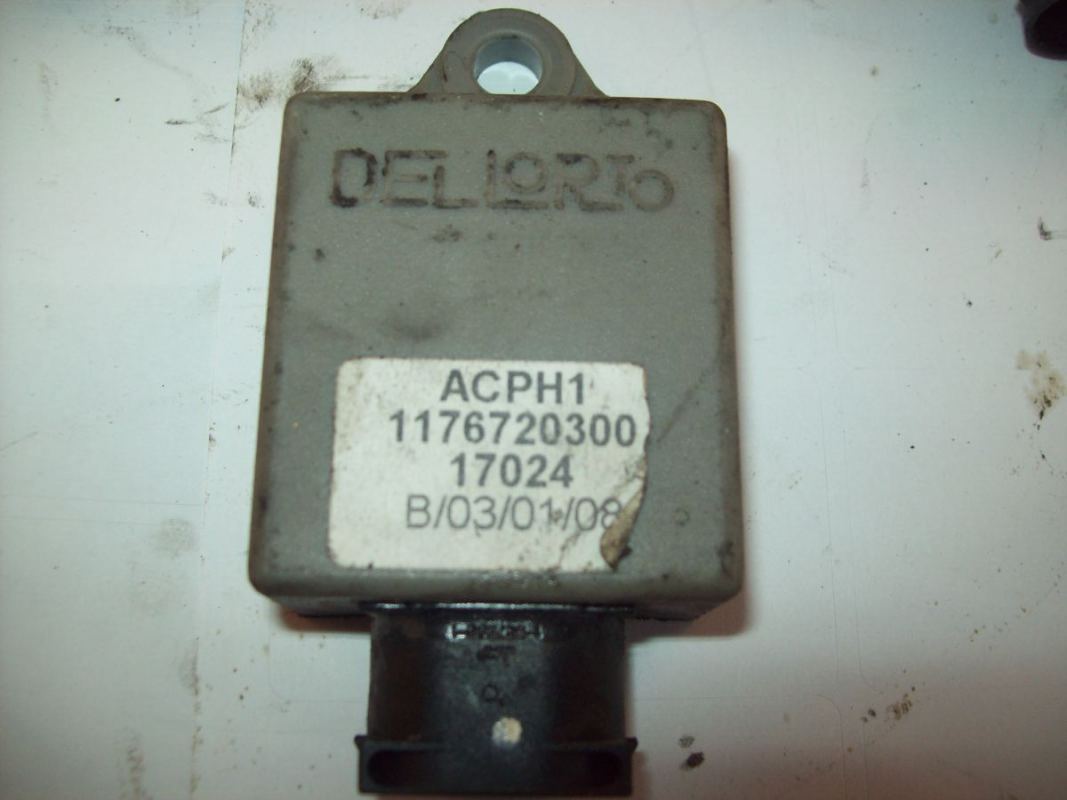 DELLORTO
ACPH1
1176720300
17024
B/03/01/08